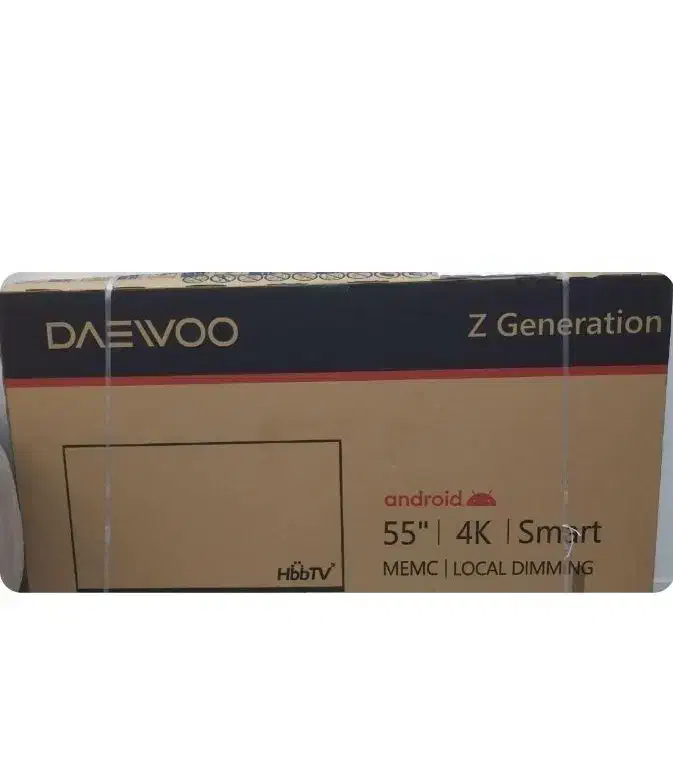 DAEWOO
Z Generation
android
55" | 4K | Smart
MEMC | LOCAL DIMMING
HbbTV